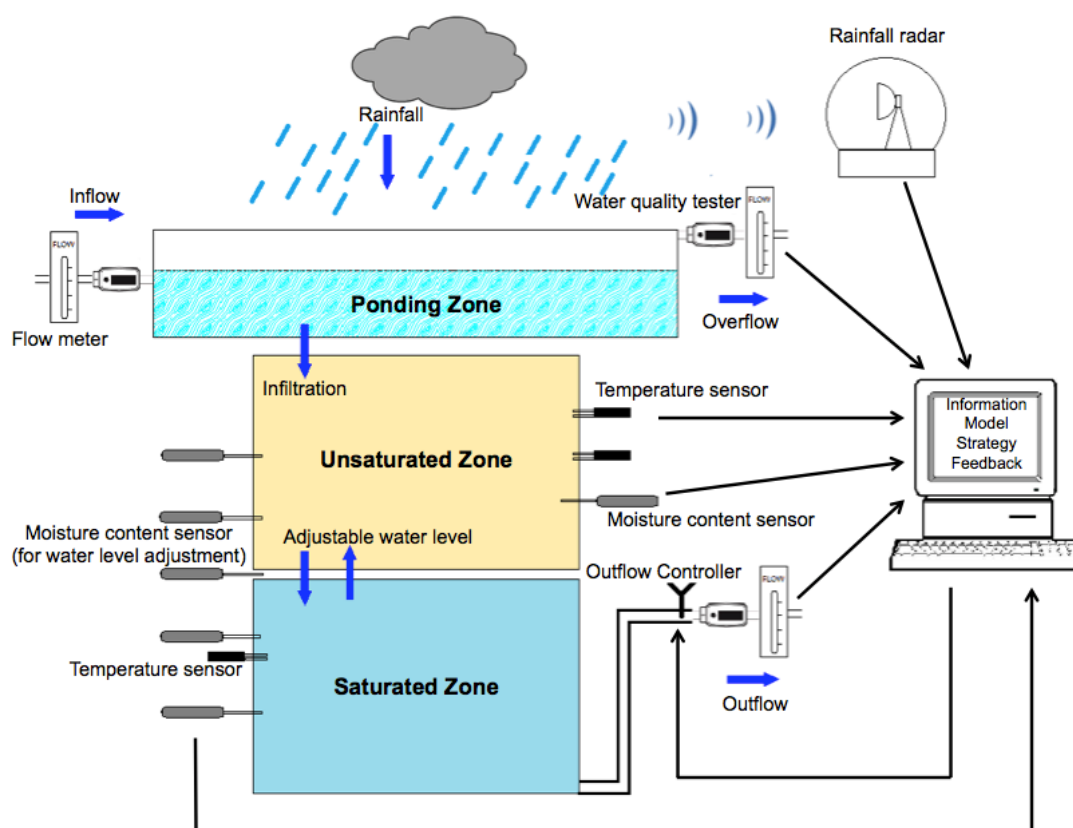 Rainfall radar
Rainfall
Inflow
Water quality tester
FLOW
FLOW
Ponding Zone
Flow meter
Overflow
Infiltration
Temperature sensor
Information
Model
Strategy
Feedback
Unsaturated Zone
Moisture content sensor
Moisture content sensor
(for water level adjustment)
Adjustable water level
Outflow Controller
FLOW
Temperature sensor
Saturated Zone
Outflow